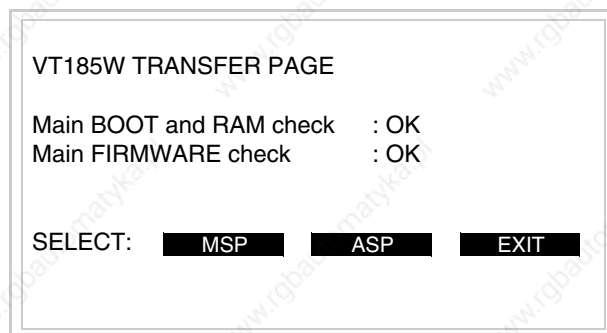 VT185W TRANSFER PAGE
Main BOOT and RAM check : OK
Main FIRMWARE check : OK
SELECT: MSP ASP EXIT